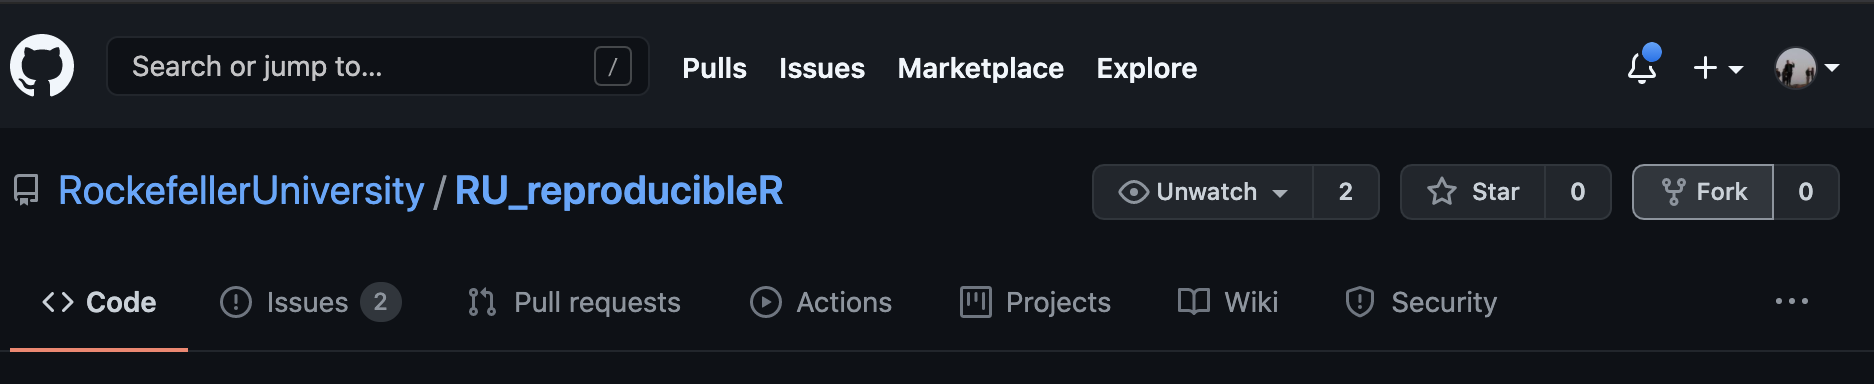 Search or jump to... / Pulls Issues Marketplace Explore
RockefellerUniversity / RU_reproducibleR Unwatch 2 Star 0 Fork 0
Code Issues 2 Pull requests Actions Projects Wiki Security ...